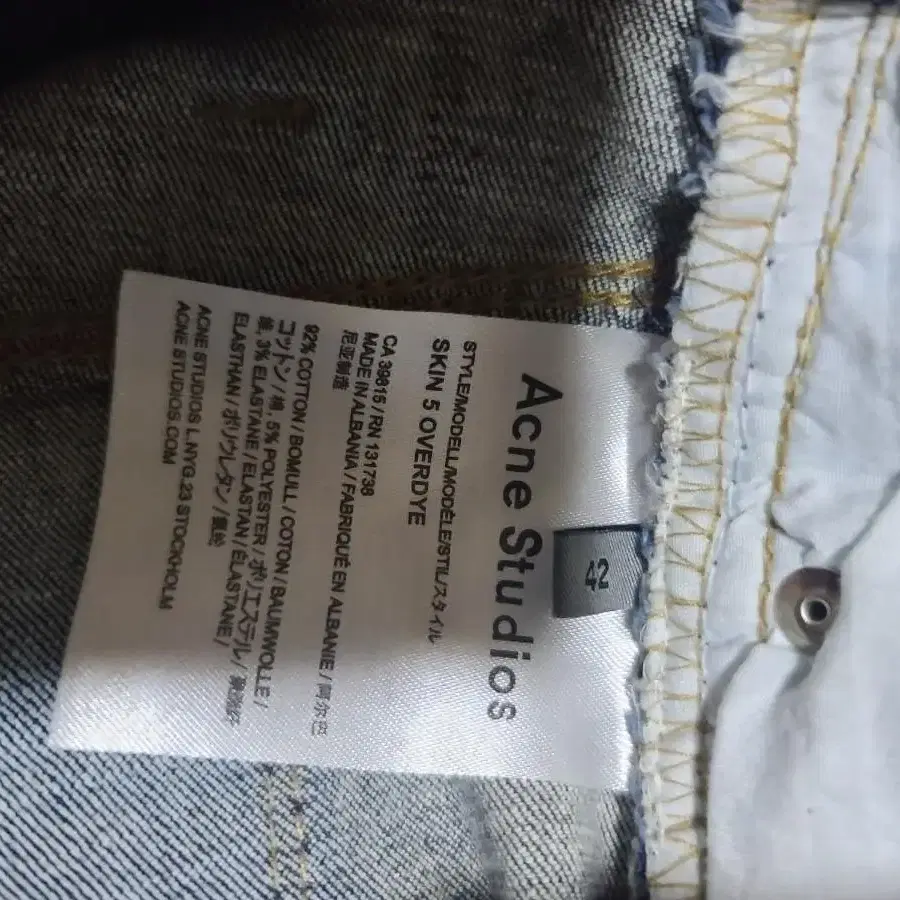 42
Acne Studios
STYLE/MODELL/MODÈLE/STIL/スタイル
SKIN 5 OVERDYE
CA 39815 / RN 131738
MADE IN ALBANIA / FABRIQUÉ EN ALBANIE / 阿尔巴
尼亚制造
92% COTTON / BOMULL / COTON / BAUMWOLLE /
コットン / 棉, 5% POLYESTER / ポリエステル / 聚酯纤
维, 3% ELASTANE / ELASTAN / ÉLASTANE /
ELASTHAN / ポリウレタン / 氨纶
ACNE STUDIOS L.NYG.23 STOCKHOLM
ACNE STUDIOS.COM